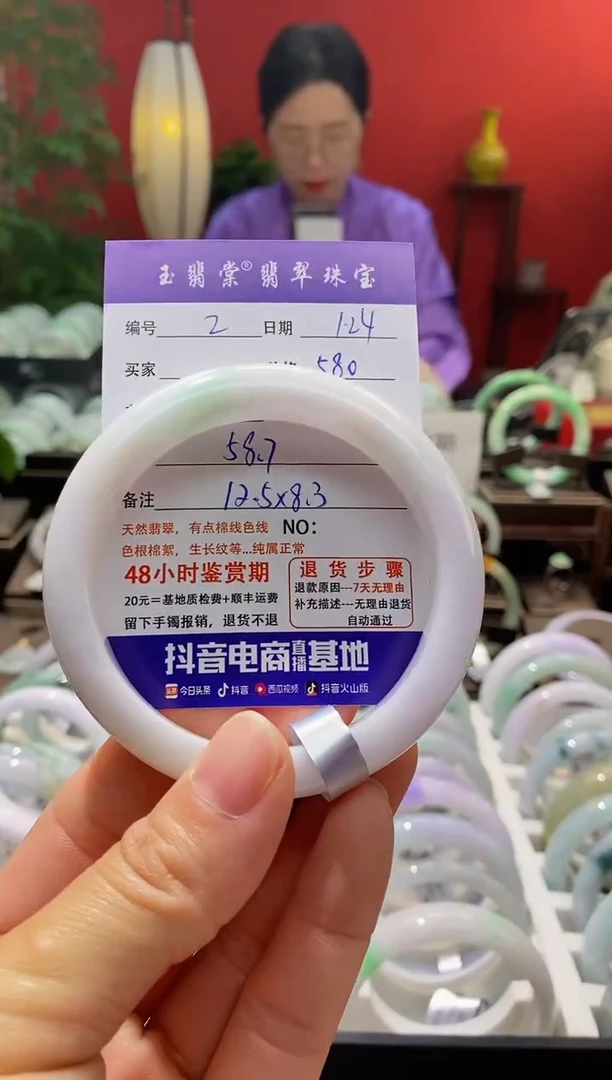 玉翡棠®翡翠珠宝
编号 2 日期 1.24
买家 580
58.7
备注 12.5x8.3
天然翡翠，有点棉线色线 NO:
色根棉絮，生长纹等...纯属正常
48小时鉴赏期
20元=基地质检费+顺丰运费
留下手镯报销，退货不退
退货步骤
退款原因---7天无理由
补充描述---无理由退货
自动通过
抖音电商直播基地
头条 今日头条 抖音 西瓜视频 抖音火山版